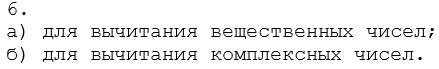 6.
а) для вычитания вещественных чисел;
б) для вычитания комплексных чисел.